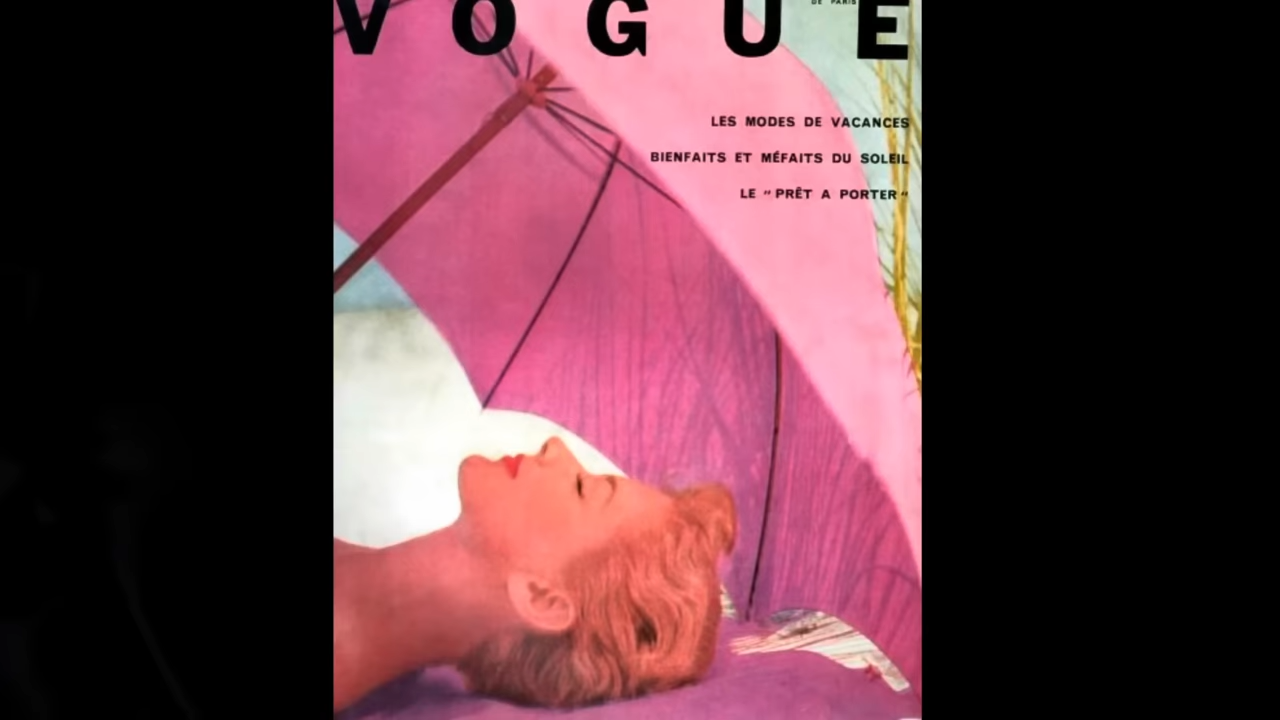 DE PARIS
VOGUE
LES MODES DE VACANCES
BIENFAITS ET MÉFAITS DU SOLEIL
LE "PRÊT A PORTER"